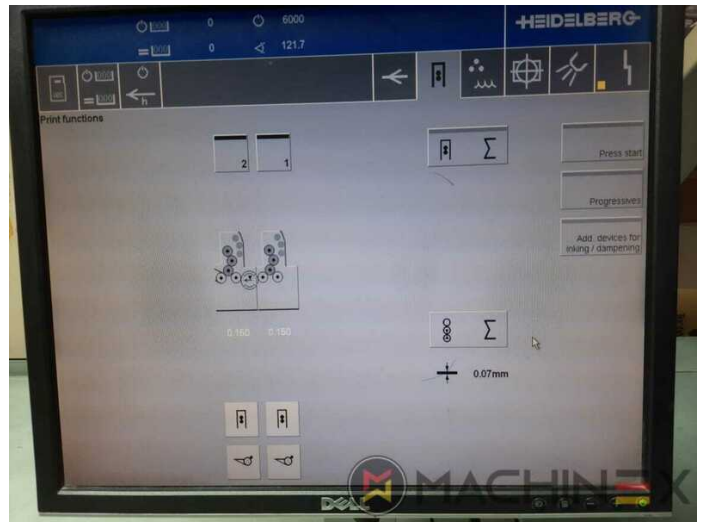 0 6000
0 121.7
HEIDELBERG
h
Print functions
2 1
Σ
Press start
Progressives
Add. devices for
inking / dampening
0.160 0.150
Σ
0.07mm
DELL
MACHINEX